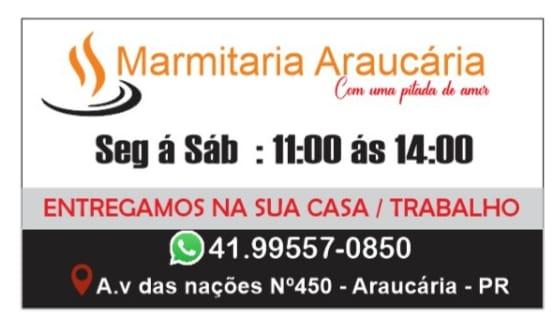 Marmitaria Araucária
Com uma pitada de amor
Seg á Sáb : 11:00 ás 14:00
ENTREGAMOS NA SUA CASA / TRABALHO
41.99557-0850
A.v das nações Nº450 - Araucária - PR